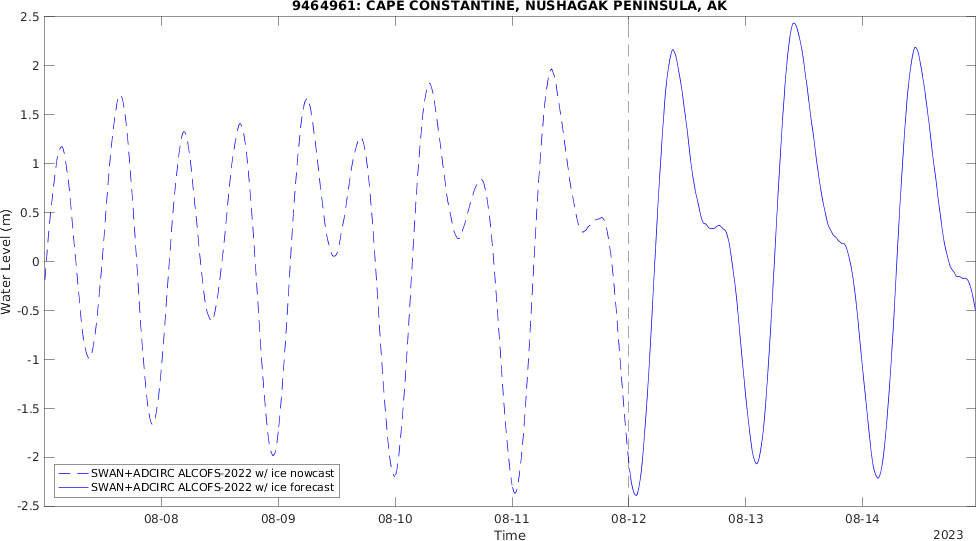 9464961: CAPE CONSTANTINE, NUSHAGAK PENINSULA, AK
2.5
2
1.5
1
0.5
0
-0.5
-1
-1.5
-2
-2.5
Water Level (m)
SWAN+ADCIRC ALCOFS-2022 w/ ice nowcast
SWAN+ADCIRC ALCOFS-2022 w/ ice forecast
08-08 08-09 08-10 08-11 08-12 08-13 08-14
Time
2023